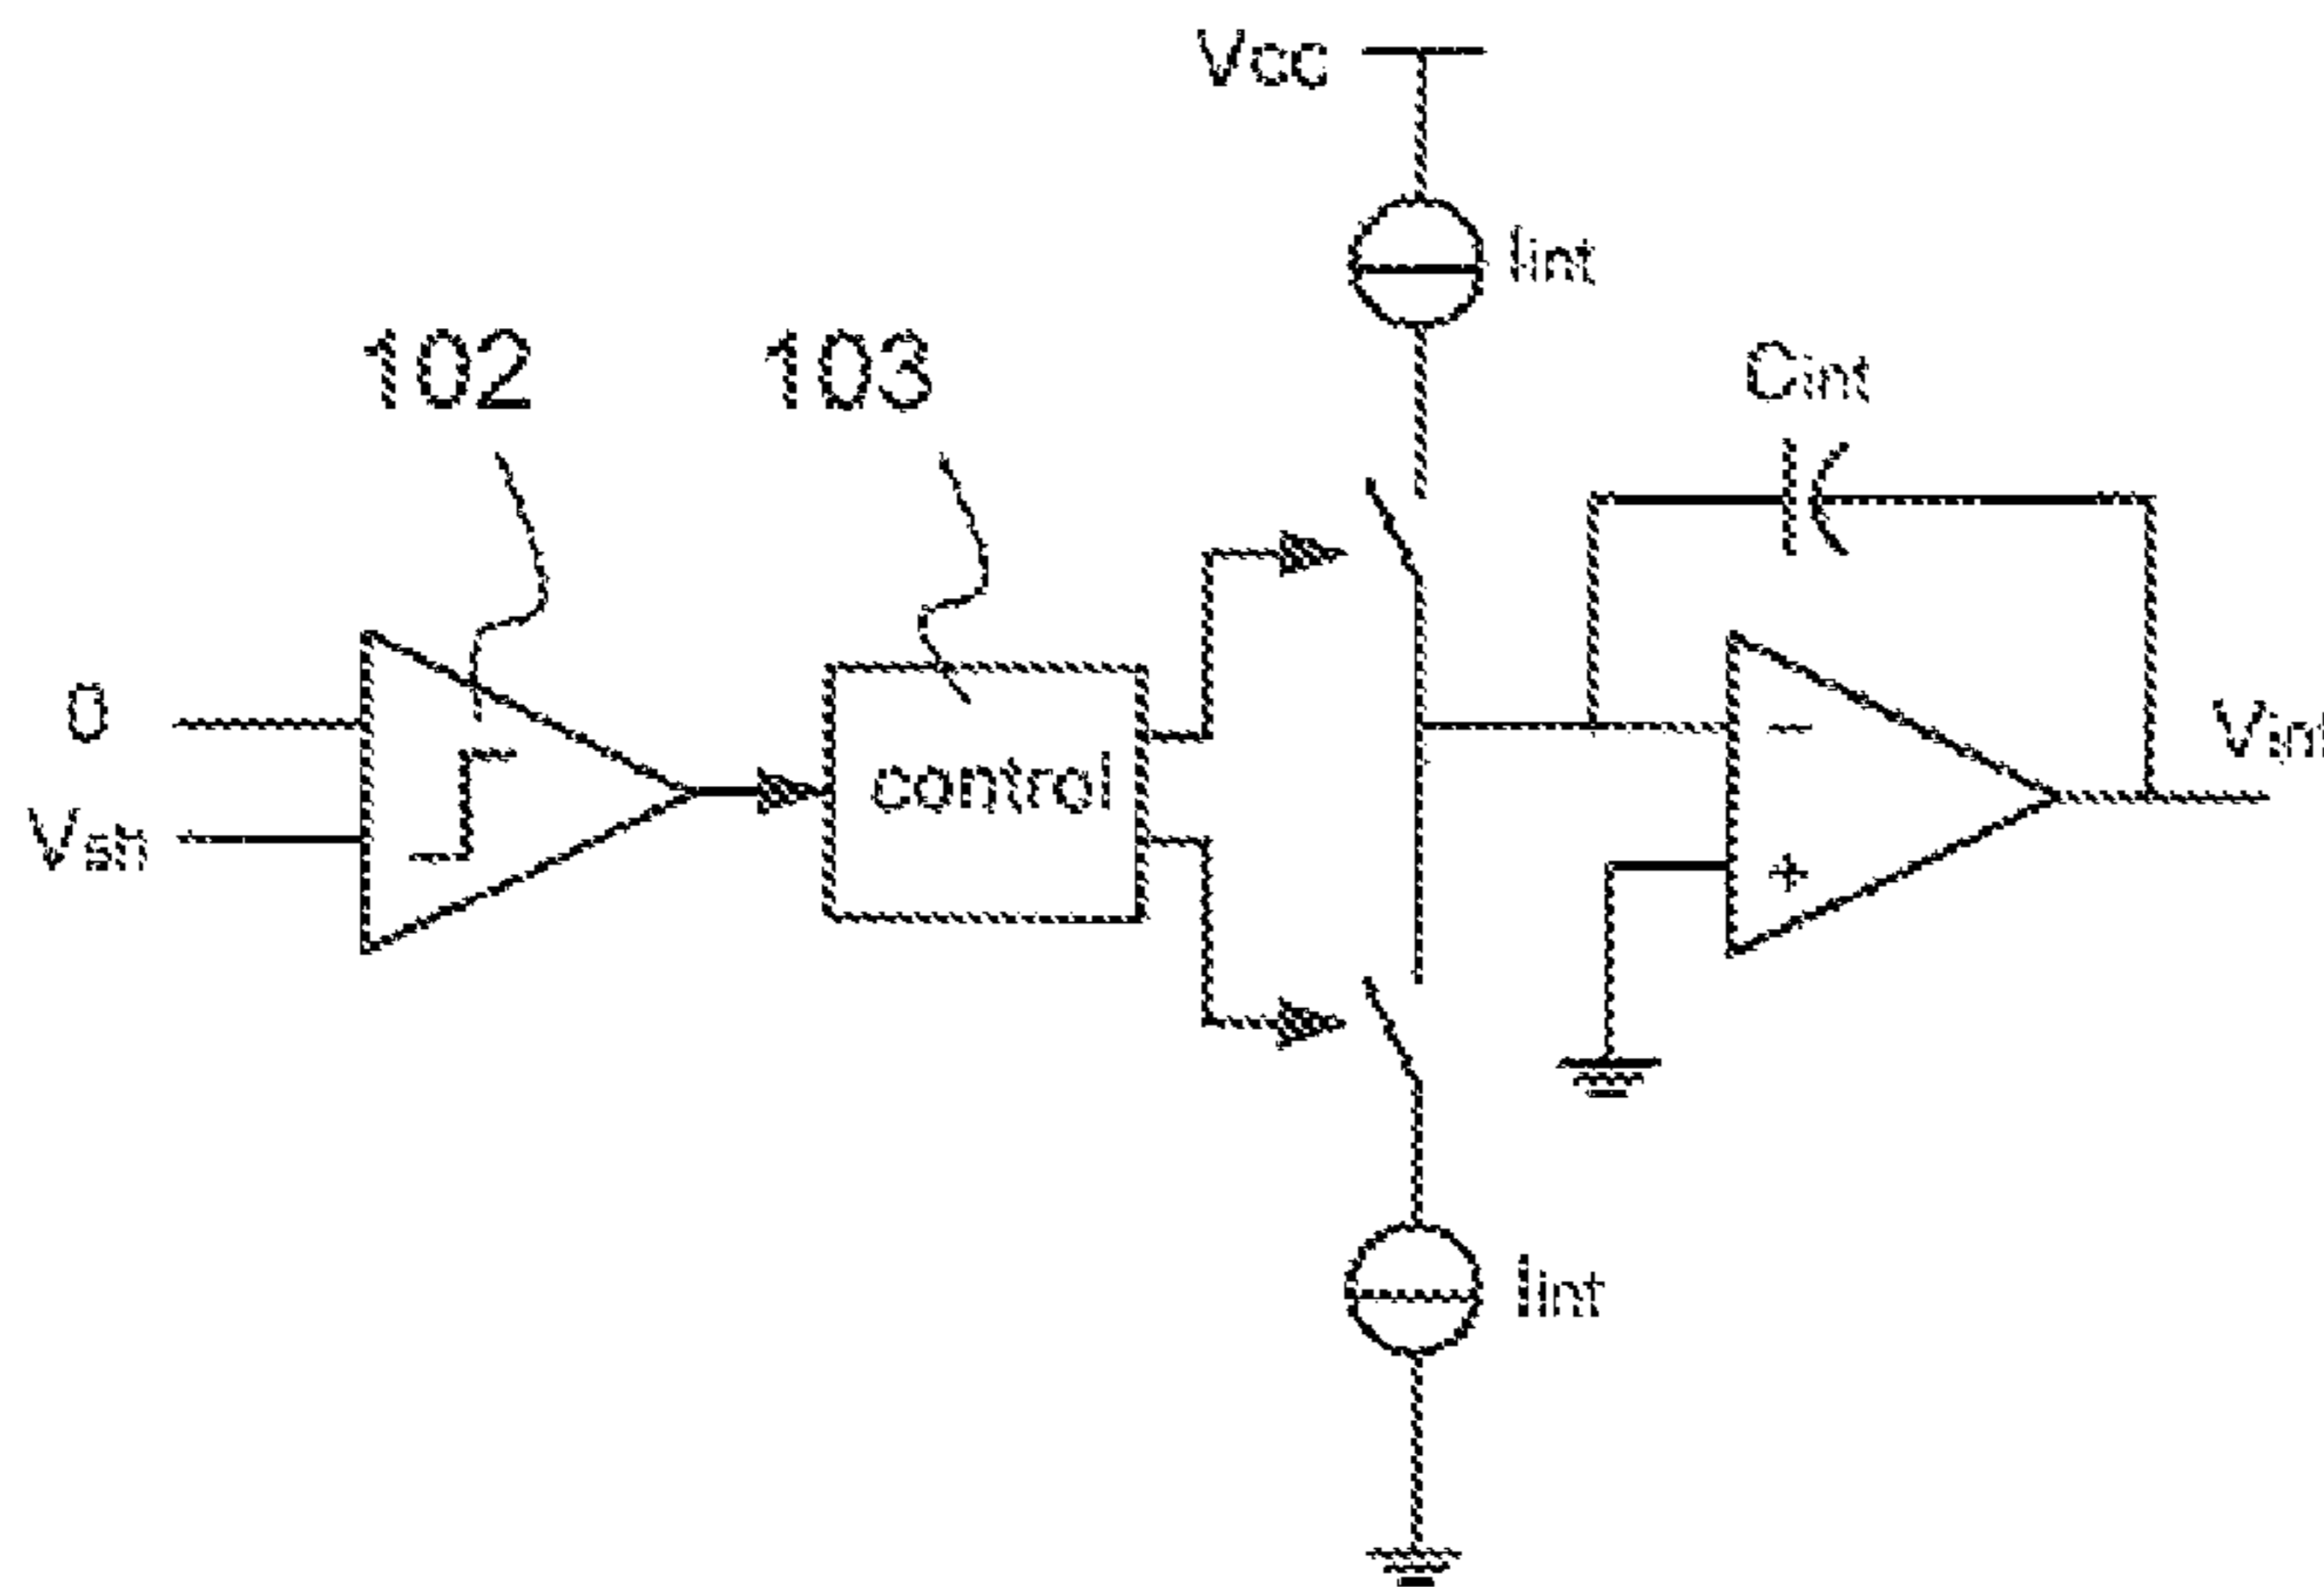 Vcc
Iint
102
103
Cint
0
Vsh
control
−
+
Iint